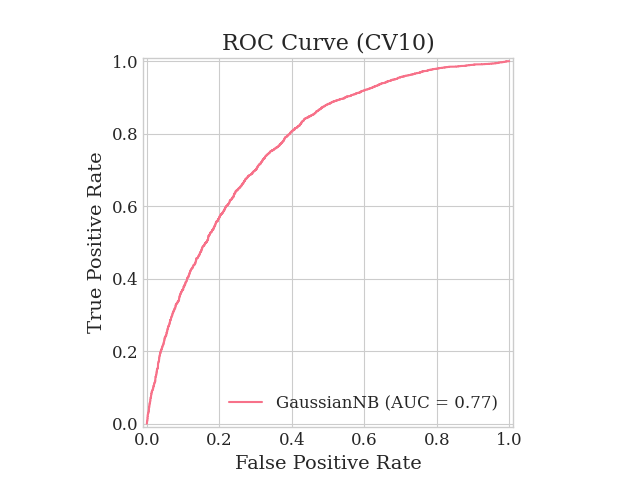 ROC Curve (CV10)
1.0
0.8
0.6
0.4
0.2
0.0
True Positive Rate
GaussianNB (AUC = 0.77)
0.0 0.2 0.4 0.6 0.8 1.0
False Positive Rate